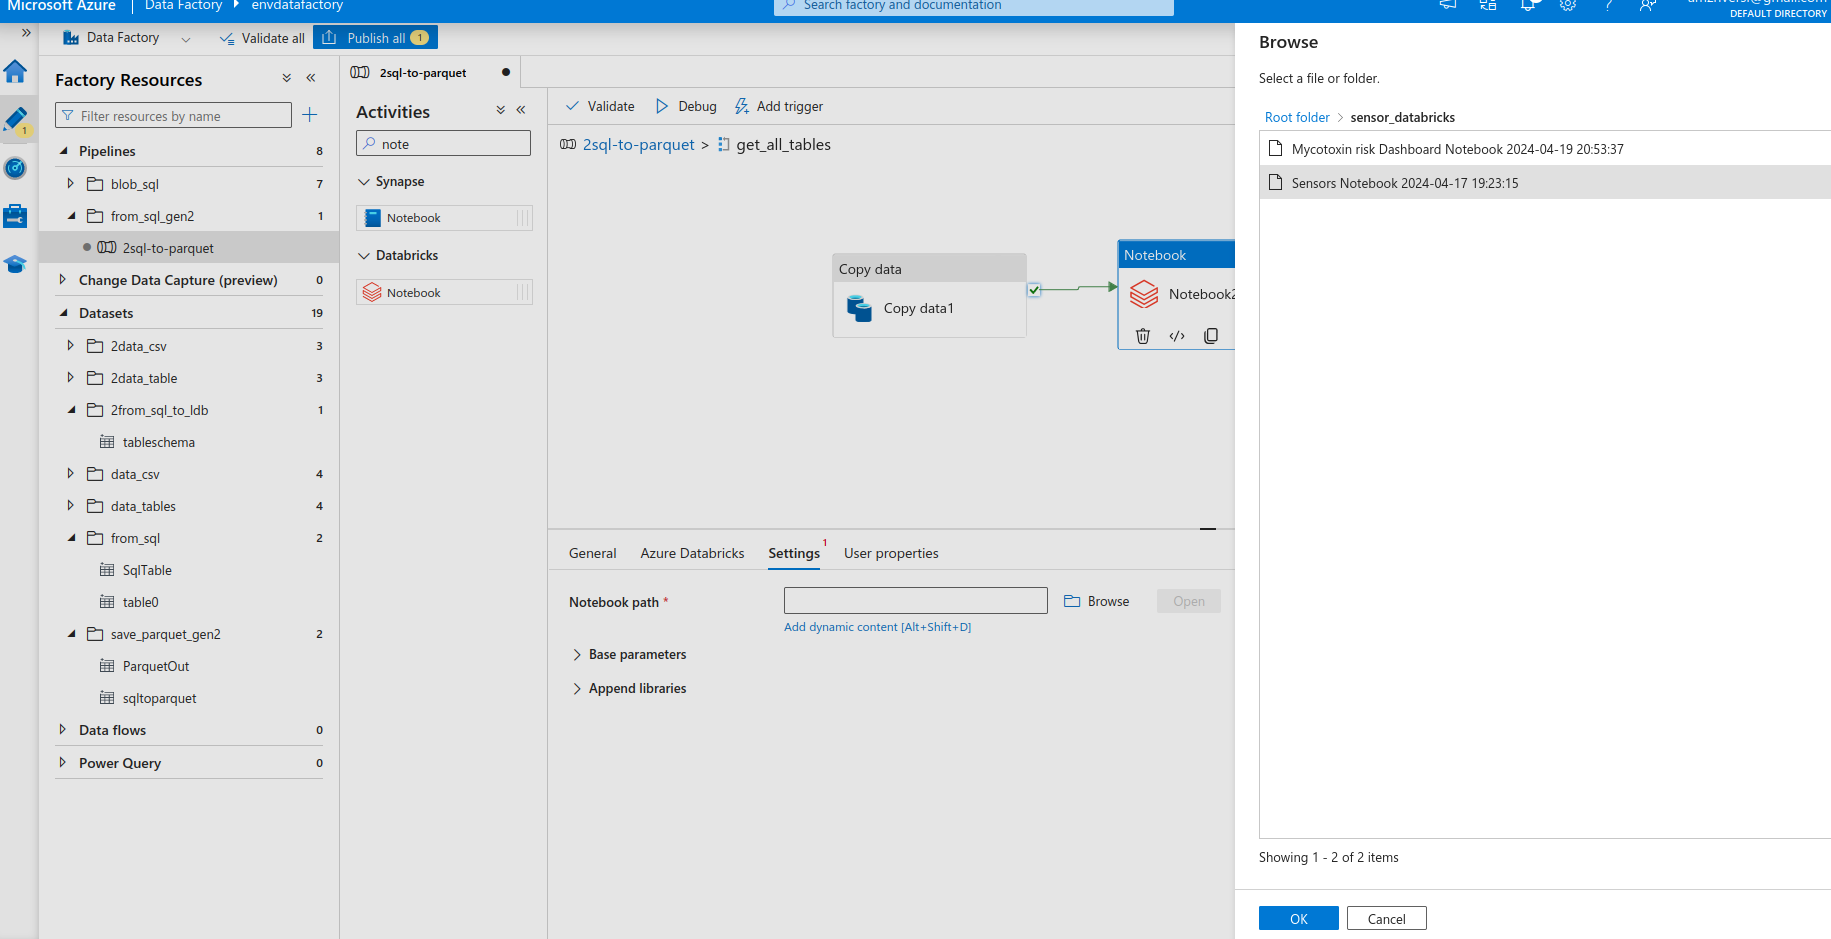 Microsoft Azure
Data Factory
envdatafactory
Search factory and documentation
DEFAULT DIRECTORY
Data Factory
Validate all
Publish all 1
1
Factory Resources
Filter resources by name
Pipelines 8
blob_sql 7
from_sql_gen2 1
2sql-to-parquet
Change Data Capture (preview) 0
Datasets 19
2data_csv 3
2data_table 3
2from_sql_to_ldb 1
tableschema
data_csv 4
data_tables 4
from_sql 2
SqlTable
table0
save_parquet_gen2 2
ParquetOut
sqltoparquet
Data flows 0
Power Query 0
2sql-to-parquet
Activities
note
Synapse
Notebook
Databricks
Notebook
Validate
Debug
Add trigger
2sql-to-parquet > get_all_tables
Copy data
Copy data1
Notebook
Notebook2
General
Azure Databricks
Settings 1
User properties
Notebook path *
Browse
Open
Add dynamic content [Alt+Shift+D]
Base parameters
Append libraries
Browse
Select a file or folder.
Root folder > sensor_databricks
Mycotoxin risk Dashboard Notebook 2024-04-19 20:53:37
Sensors Notebook 2024-04-17 19:23:15
Showing 1 - 2 of 2 items
OK
Cancel